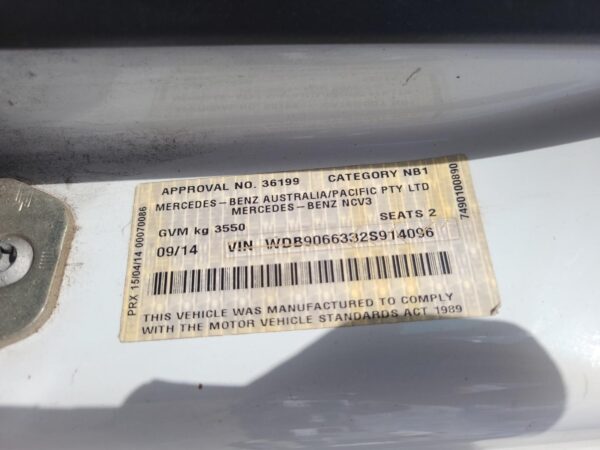 APPROVAL NO. 36199 CATEGORY NB1
MERCEDES-BENZ AUSTRALIA/PACIFIC PTY LTD
MERCEDES-BENZ NCV3
SEATS 2
GVM kg 3550
09/14 VIN WDB9066332S914096
THIS VEHICLE WAS MANUFACTURED TO COMPLY
WITH THE MOTOR VEHICLE STANDARDS ACT 1989
PRX 15/04/14 00070086
7490100890